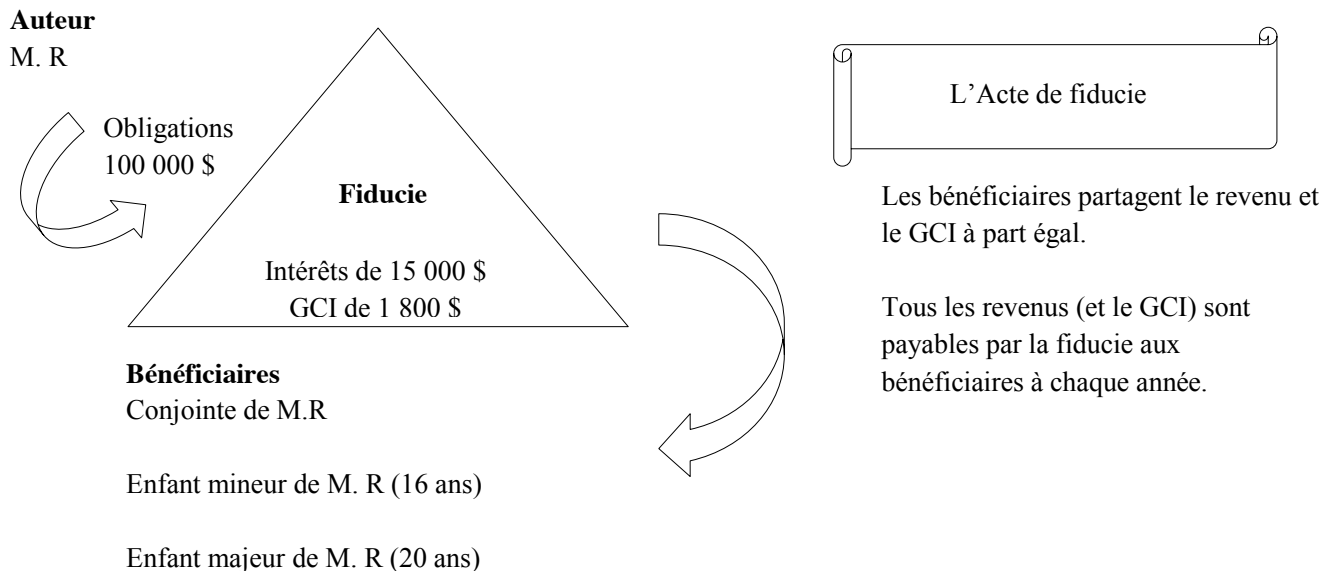 Auteur
M. R
Obligations
100 000 $
Fiducie
Intérêts de 15 000 $
GCI de 1 800 $
Bénéficiaires
Conjointe de M.R
Enfant mineur de M. R (16 ans)
Enfant majeur de M. R (20 ans)
L’Acte de fiducie
Les bénéficiaires partagent le revenu et
le GCI à part égal.
Tous les revenus (et le GCI) sont
payables par la fiducie aux
bénéficiaires à chaque année.